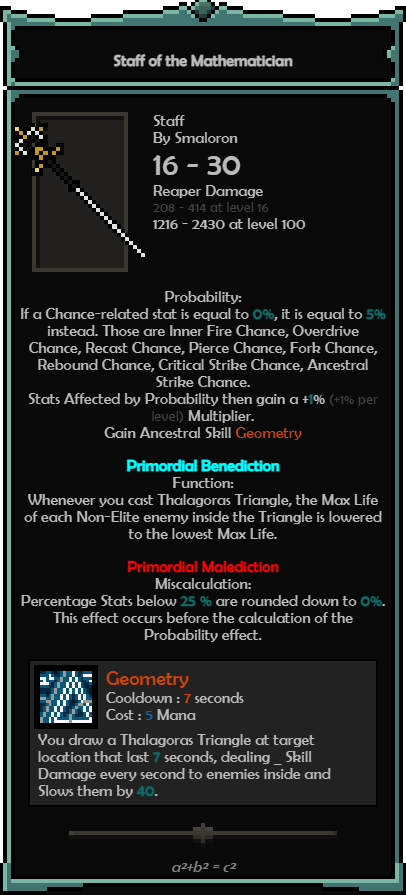 Staff of the Mathematician
Staff
By Smaloron
16 - 30
Reaper Damage
208 - 414 at level 16
1216 - 2430 at level 100
Probability:
If a Chance-related stat is equal to 0%, it is equal to 5%
instead. Those are Inner Fire Chance, Overdrive
Chance, Recast Chance, Pierce Chance, Fork Chance,
Rebound Chance, Critical Strike Chance, Ancestral
Strike Chance.
Stats Affected by Probability then gain a +1% (+1% per
level) Multiplier.
Gain Ancestral Skill Geometry
Primordial Benediction
Function:
Whenever you cast Thalagoras Triangle, the Max Life
of each Non-Elite enemy inside the Triangle is lowered
to the lowest Max Life.
Primordial Malediction
Miscalculation:
Percentage Stats below 25 % are rounded down to 0%.
This effect occurs before the calculation of the
Probability effect.
Geometry
Cooldown : 7 seconds
Cost : 5 Mana
You draw a Thalagoras Triangle at target
location that last 7 seconds, dealing _ Skill
Damage every second to enemies inside and
Slows them by 40.
a²+b² = c²